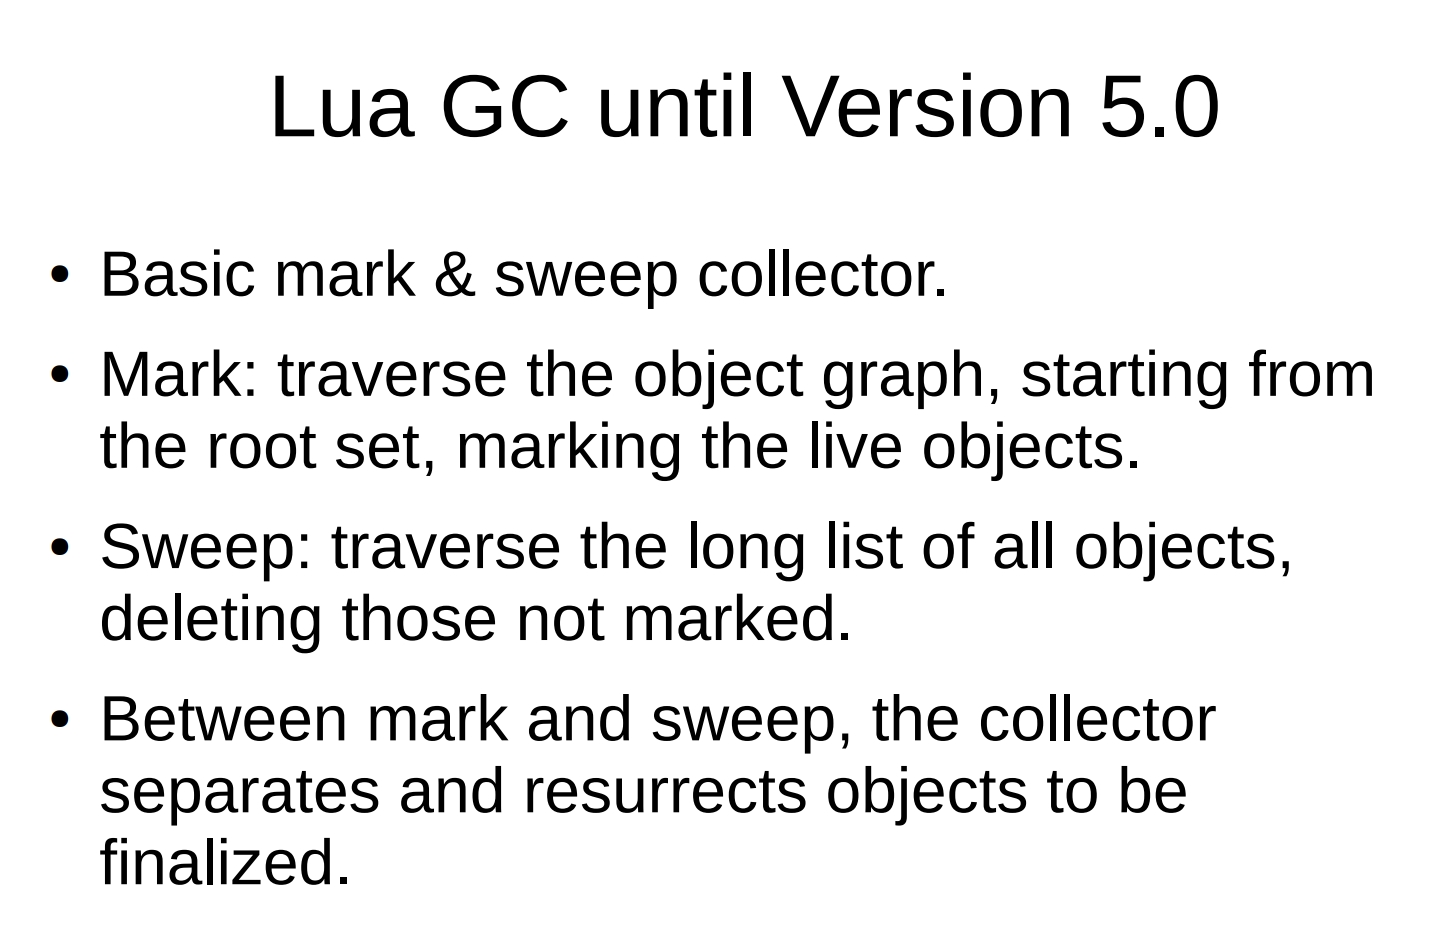 Lua GC until Version 5.0
• Basic mark & sweep collector.
• Mark: traverse the object graph, starting from
the root set, marking the live objects.
• Sweep: traverse the long list of all objects,
deleting those not marked.
• Between mark and sweep, the collector
separates and resurrects objects to be
finalized.